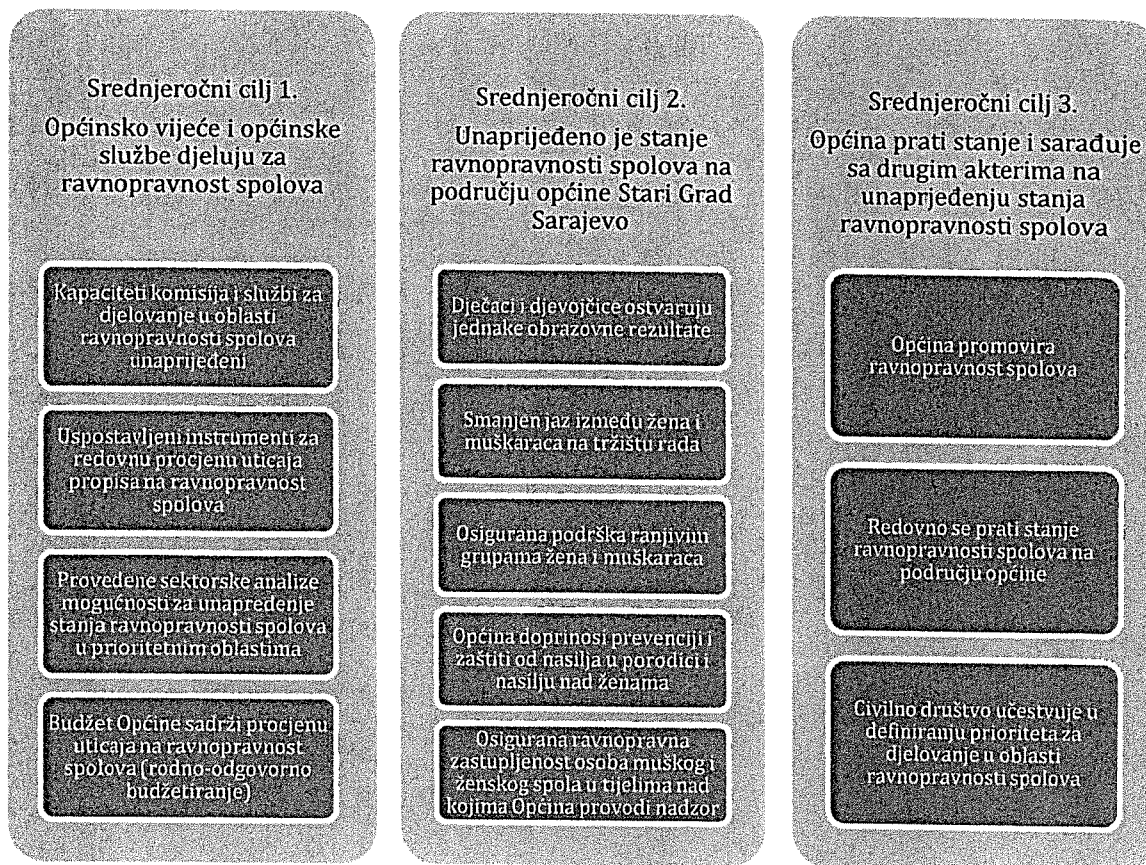 Srednjeročni cilj 1.
Općinsko vijeće i općinske
službe djeluju za
ravnopravnost spolova
Kapaciteti komisija i službi za
djelovanje u oblasti
ravnopravnosti spolova
unaprijeđeni
Uspostavljeni instrumenti za
redovnu procjenu uticaja
propisa na ravnopravnost
spolova
Provedene sektorske analize
mogućnosti za unapređenje
stanja ravnopravnosti spolova
u prioritetnim oblastima
Budžet Općine sadrži procjenu
uticaja na ravnopravnost
spolova (rodno-odgovorno
budžetiranje)
Srednjeročni cilj 2.
Unaprijeđeno je stanje
ravnopravnosti spolova na
području općine Stari Grad
Sarajevo
Dječaci i djevojčice ostvaruju
jednake obrazovne rezultate
Smanjen jaz između žena i
muškaraca na tržištu rada
Osigurana podrška ranjivim
grupama žena i muškaraca
Općina doprinosi prevenciji i
zaštiti od nasilja u porodici i
nasilju nad ženama
Osigurana ravnopravna
zastupljenost osoba muškog i
ženskog spola u tijelima nad
kojima Općina provodi nadzor
Srednjeročni cilj 3.
Općina prati stanje i sarađuje
sa drugim akterima na
unaprjeđenju stanja
ravnopravnosti spolova
Općina promovira
ravnopravnost spolova
Redovno se prati stanje
ravnopravnosti spolova na
području općine
Civilno društvo učestvuje u
definiranju prioriteta za
djelovanje u oblasti
ravnopravnosti spolova